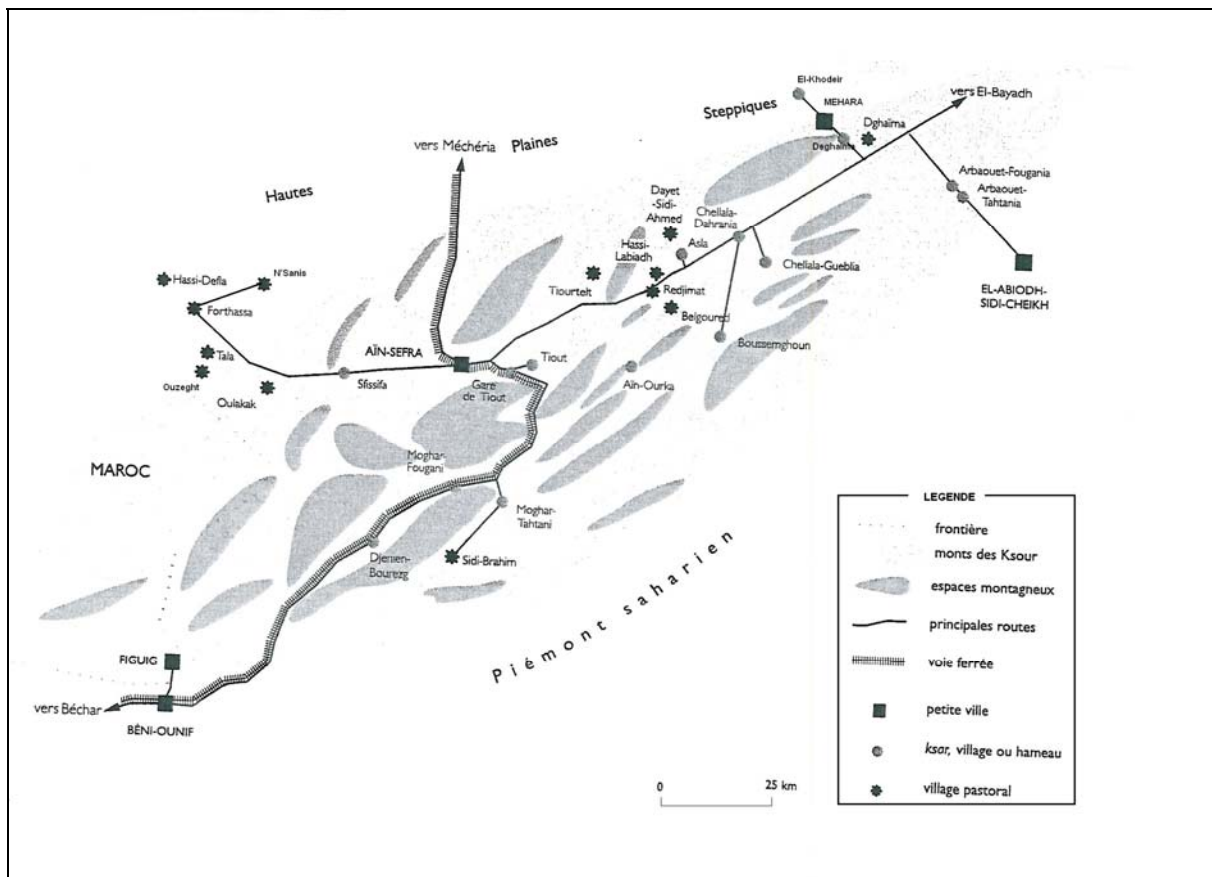 El-Khodeir
MEHARA
vers El-Bayadh
Steppiques
Dghaïma
Deghaima
vers Méchéria
Plaines
Hautes
Arbaouet-Fougania
Arbaouet-
Tahtania
Dayet
-Sidi-
Ahmed
Chellala-
Dahrania
Hassi-
Labiadh
Asla
Chellala-Gueblia
EL-ABIODH-
SIDI-CHEIKH
Hassi-Defla
N'Sanis
Tiourtelt
Redjimat
Forthassa
Belgoured
Boussemghoun
AÏN-SEFRA
Tiout
Tala
Ouzeght
Oulakak
Sfissifa
Gare
de Tiout
Aïn-Ourka
MAROC
Moghar-
Fougani
Moghar-
Tahtani
Djenien-
Bourezg
Sidi-Brahim
Piémont saharien
FIGUIG
vers Béchar
BÉNI-OUNIF
0 25 km
LEGENDE
frontière
monts des Ksour
espaces montagneux
principales routes
voie ferrée
petite ville
ksar, village ou hameau
village pastoral